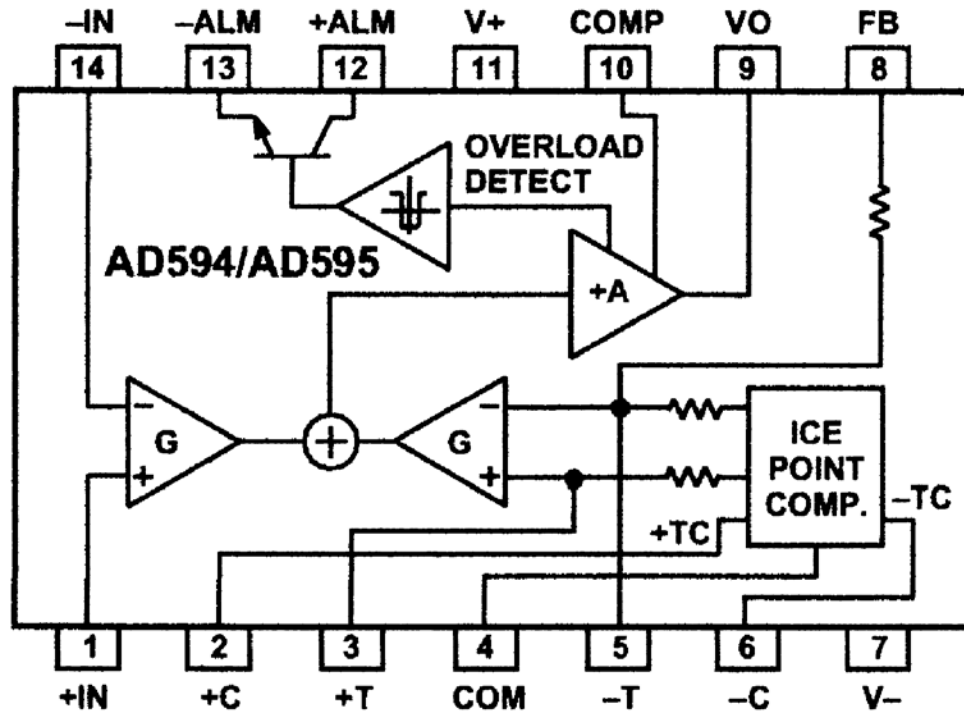 –IN –ALM +ALM V+ COMP VO FB
14 13 12 11 10 9 8
OVERLOAD
DETECT
AD594/AD595
+A
– G +
+
– G +
ICE
POINT
COMP.
–TC
+TC
1 2 3 4 5 6 7
+IN +C +T COM –T –C V–